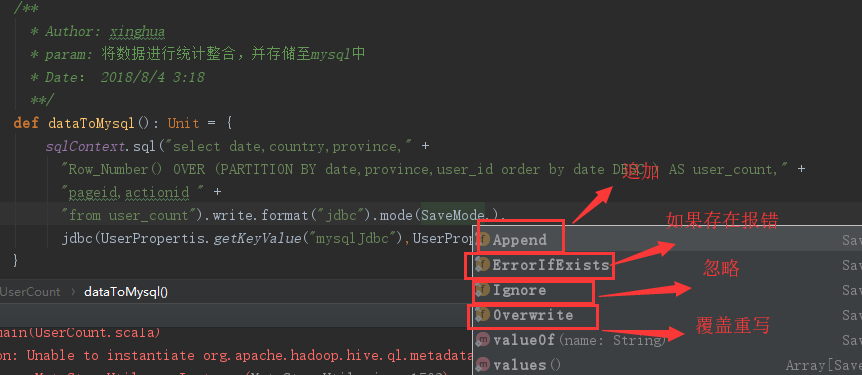 /**
* Author: xinghua
* param: 将数据进行统计整合，并存储至mysql中
* Date： 2018/8/4 3:18
**/
def dataToMysql(): Unit = {
sqlContext.sql("select date,country,province," +
"Row_Number() OVER (PARTITION BY date,province,user_id order by date DESC ) AS user_count," +
追加
"pageid,actionid " +
"from user_count").write.format("jdbc").mode(SaveMode.).
如果存在报错
jdbc(UserPropertis.getKeyValue("mysqlJdbc"),UserProp
Append Sav
}
ErrorIfExists Sav
忽略
UserCount › dataToMysql()
Ignore Sav
Overwrite Sav
覆盖重写
main(UserCount.scala)
valueOf(name: String) Sav
on: Unable to instantiate org.apache.hadoop.hive.ql.metadata
values() Array[Save